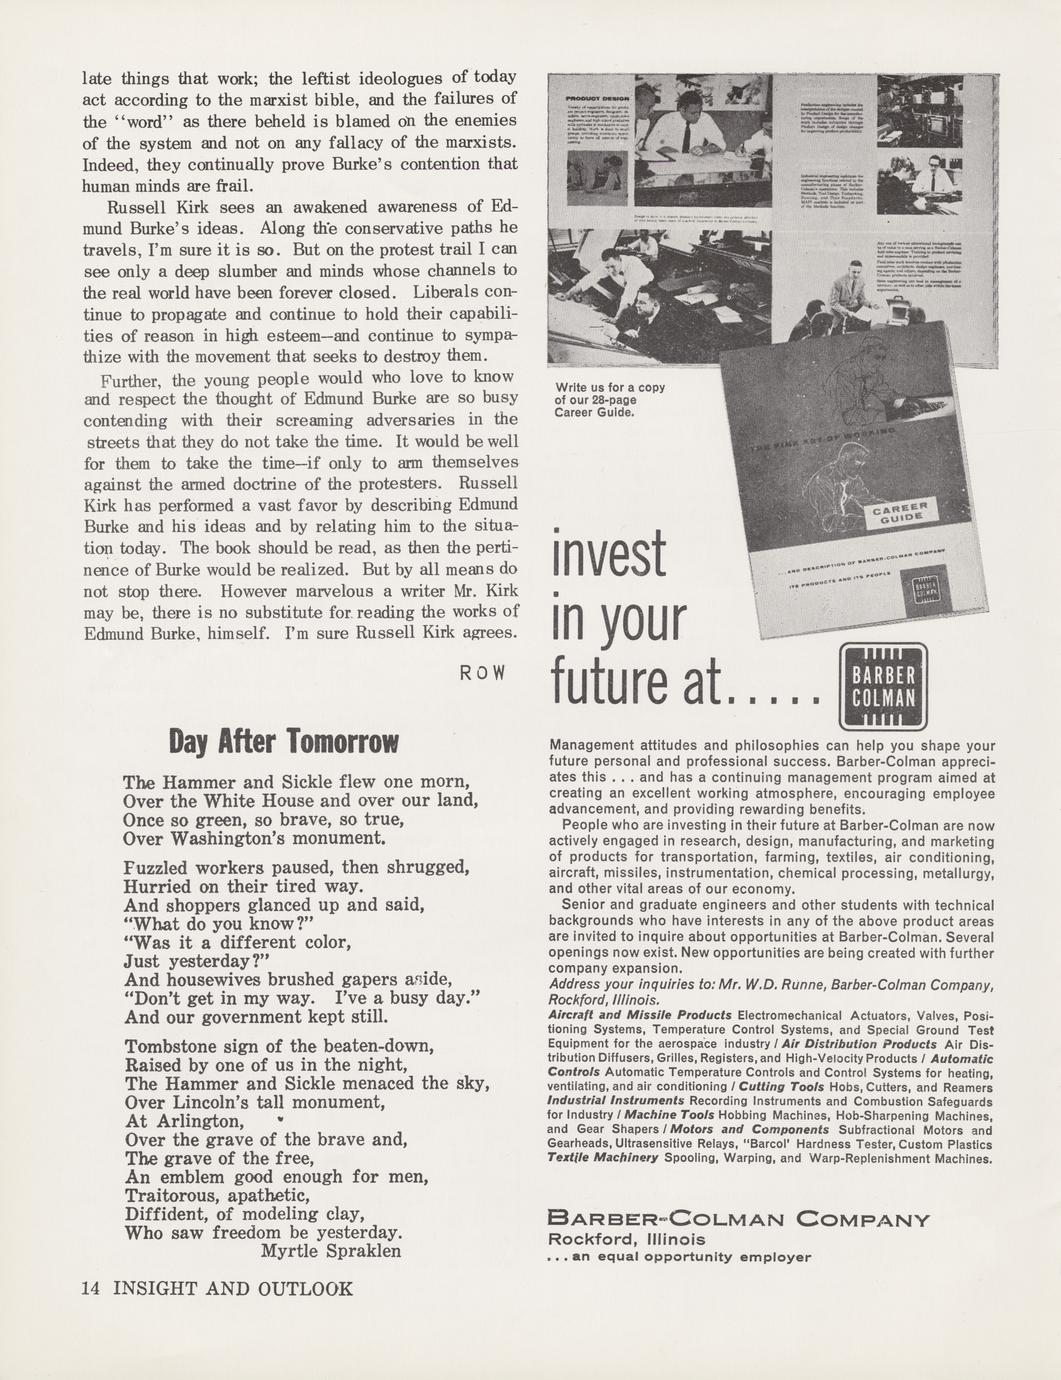 late things that work; the leftist ideologues of today
act according to the marxist bible, and the failures of
the "word" as there beheld is blamed on the enemies
of the system and not on any fallacy of the marxists.
Indeed, they continually prove Burke's contention that
human minds are frail.
Russell Kirk sees an awakened awareness of Ed-
mund Burke's ideas. Along the conservative paths he
travels, I'm sure it is so. But on the protest trail I can
see only a deep slumber and minds whose channels to
the real world have been forever closed. Liberals con-
tinue to propagate and continue to hold their capabili-
ties of reason in high esteem—and continue to sympa-
thize with the movement that seeks to destroy them.
Further, the young people would who love to know
and respect the thought of Edmund Burke are so busy
contending with their screaming adversaries in the
streets that they do not take the time. It would be well
for them to take the time—if only to arm themselves
against the armed doctrine of the protesters. Russell
Kirk has performed a vast favor by describing Edmund
Burke and his ideas and by relating him to the situa-
tion today. The book should be read, as then the perti-
nence of Burke would be realized. But by all means do
not stop there. However marvelous a writer Mr. Kirk
may be, there is no substitute for reading the works of
Edmund Burke, himself. I'm sure Russell Kirk agrees.
ROW
Day After Tomorrow
The Hammer and Sickle flew one morn,
Over the White House and over our land,
Once so green, so brave, so true,
Over Washington's monument.
Fuzzled workers paused, then shrugged,
Hurried on their tired way.
And shoppers glanced up and said,
"What do you know?"
"Was it a different color,
Just yesterday?"
And housewives brushed gapers aside,
"Don't get in my way. I've a busy day."
And our government kept still.
Tombstone sign of the beaten-down,
Raised by one of us in the night,
The Hammer and Sickle menaced the sky,
Over Lincoln's tall monument,
At Arlington,
Over the grave of the brave and,
The grave of the free,
An emblem good enough for men,
Traitorous, apathetic,
Diffident, of modeling clay,
Who saw freedom be yesterday.
Myrtle Spraklen
14 INSIGHT AND OUTLOOK
PRODUCT DESIGN
Write us for a copy
of our 28-page
Career Guide.
THE FINE ART OF WORKING
CAREER
GUIDE
...AND DESCRIPTION OF BARBER-COLMAN COMPANY
ITS PRODUCTS AND ITS PEOPLE
BARBER
COLMAN
invest
in your
future at.....
BARBER
COLMAN
Management attitudes and philosophies can help you shape your
future personal and professional success. Barber-Colman appreci-
ates this . . . and has a continuing management program aimed at
creating an excellent working atmosphere, encouraging employee
advancement, and providing rewarding benefits.
People who are investing in their future at Barber-Colman are now
actively engaged in research, design, manufacturing, and marketing
of products for transportation, farming, textiles, air conditioning,
aircraft, missiles, instrumentation, chemical processing, metallurgy,
and other vital areas of our economy.
Senior and graduate engineers and other students with technical
backgrounds who have interests in any of the above product areas
are invited to inquire about opportunities at Barber-Colman. Several
openings now exist. New opportunities are being created with further
company expansion.
Address your inquiries to: Mr. W.D. Runne, Barber-Colman Company,
Rockford, Illinois.
Aircraft and Missile Products Electromechanical Actuators, Valves, Posi-
tioning Systems, Temperature Control Systems, and Special Ground Test
Equipment for the aerospace industry / Air Distribution Products Air Dis-
tribution Diffusers, Grilles, Registers, and High-Velocity Products / Automatic
Controls Automatic Temperature Controls and Control Systems for heating,
ventilating, and air conditioning / Cutting Tools Hobs, Cutters, and Reamers
Industrial Instruments Recording Instruments and Combustion Safeguards
for Industry / Machine Tools Hobbing Machines, Hob-Sharpening Machines,
and Gear Shapers / Motors and Components Subfractional Motors and
Gearheads, Ultrasensitive Relays, "Barcol' Hardness Tester, Custom Plastics
Textile Machinery Spooling, Warping, and Warp-Replenishment Machines.
BARBER-COLMAN COMPANY
Rockford, Illinois
...an equal opportunity employer